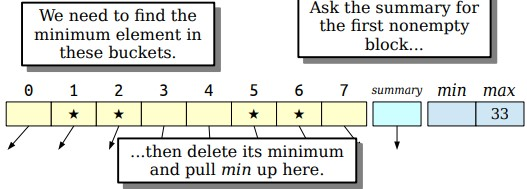 We need to find the
minimum element in
these buckets.
Ask the summary for
the first nonempty
block...
0 1 2 3 4 5 6 7 summary min max
★ ★ ★ ★ 33
...then delete its minimum
and pull min up here.